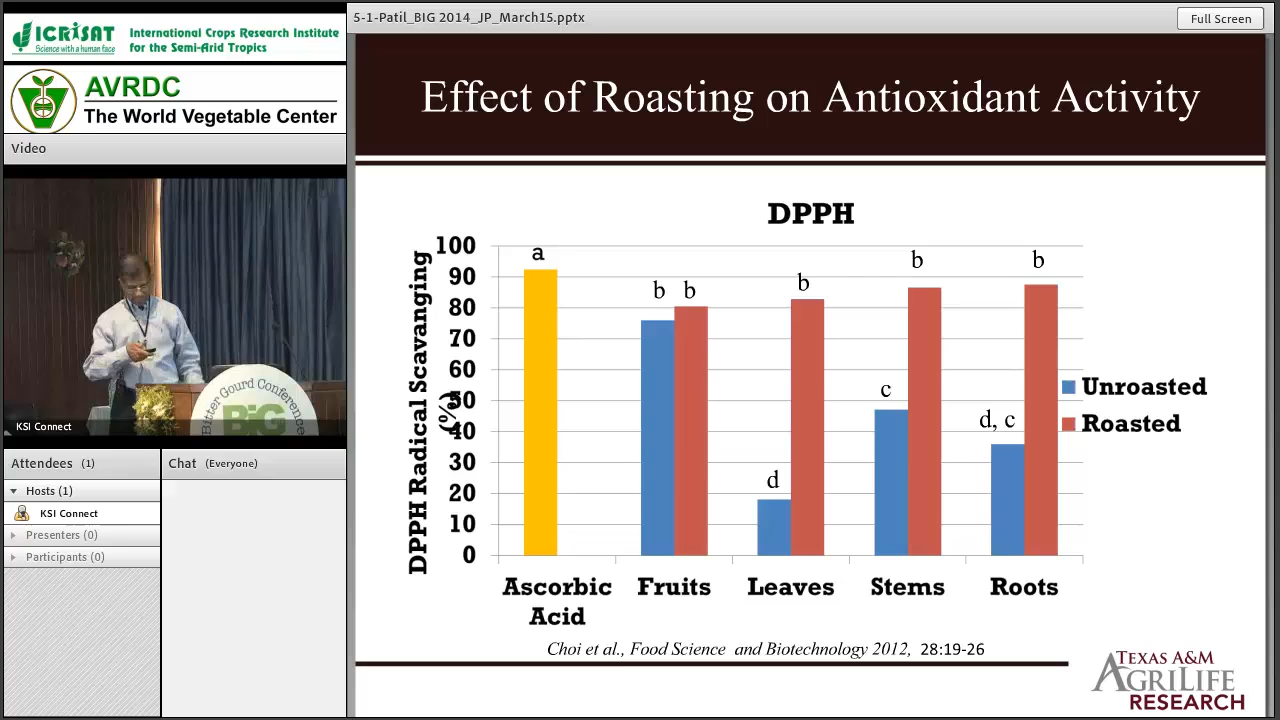 5-1-Patil_BIG 2014_JP_March15.pptx
Full Screen
ICRISAT
Science with a human face
International Crops Research Institute
for the Semi-Arid Tropics
AVRDC
The World Vegetable Center
Video
Bitter Gourd Conference
BiG
KSI Connect
Attendees (1)
Hosts (1)
KSI Connect
Presenters (0)
Participants (0)
Chat (Everyone)
Effect of Roasting on Antioxidant Activity
DPPH
DPPH Radical Scavanging
(%)
100
90
80
70
60
50
40
30
20
10
0
a
b b
d b
c b
d, c b
Ascorbic
Acid
Fruits
Leaves
Stems
Roots
Unroasted
Roasted
Choi et al., Food Science and Biotechnology 2012, 28:19-26
TEXAS A&M
AGRILIFE
RESEARCH